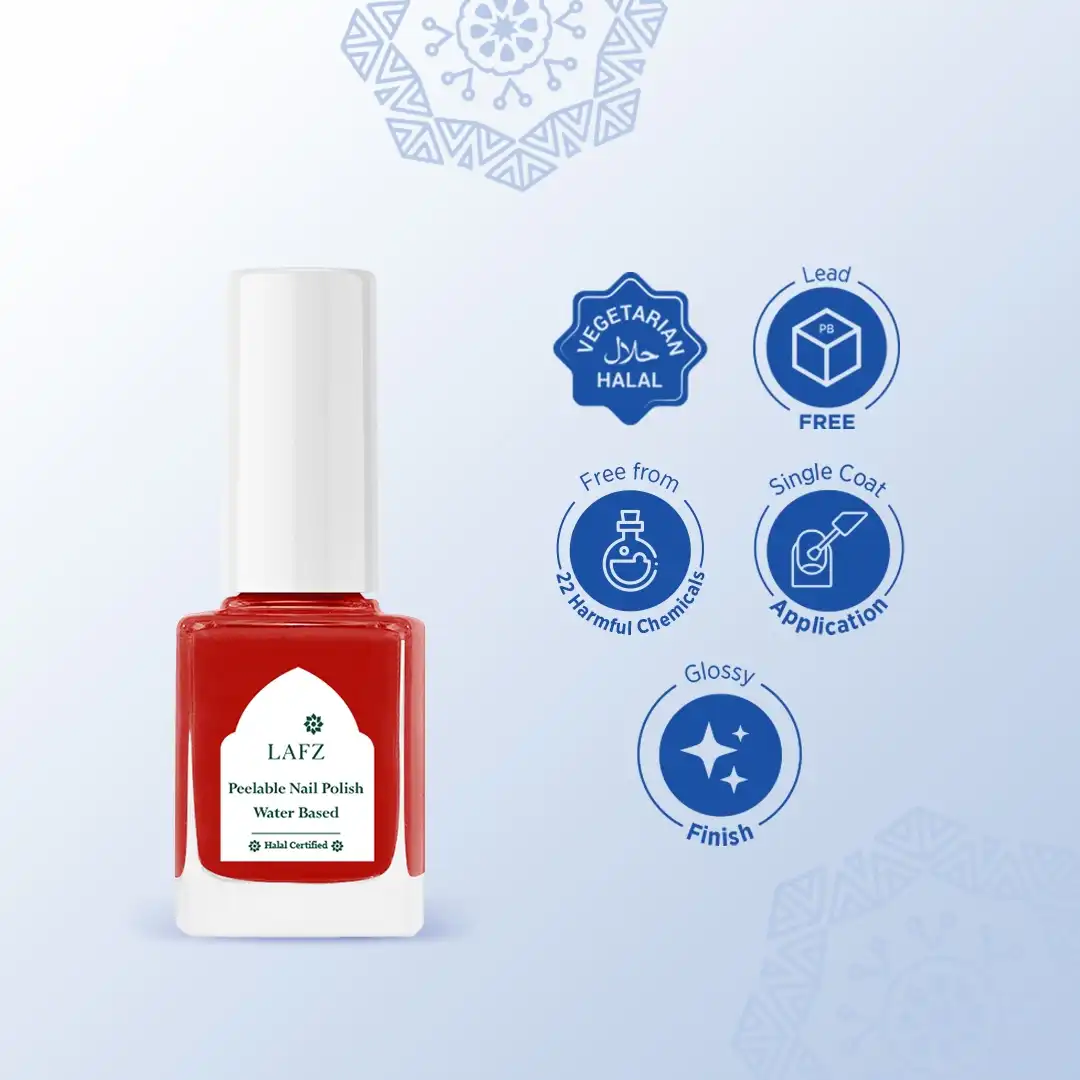 LAFZ
Peelable Nail Polish
Water Based
Halal Certified
VEGETARIAN
حلال
HALAL
Lead
PB
FREE
Free from
22 Harmful Chemicals
Single Coat
Application
Glossy
Finish